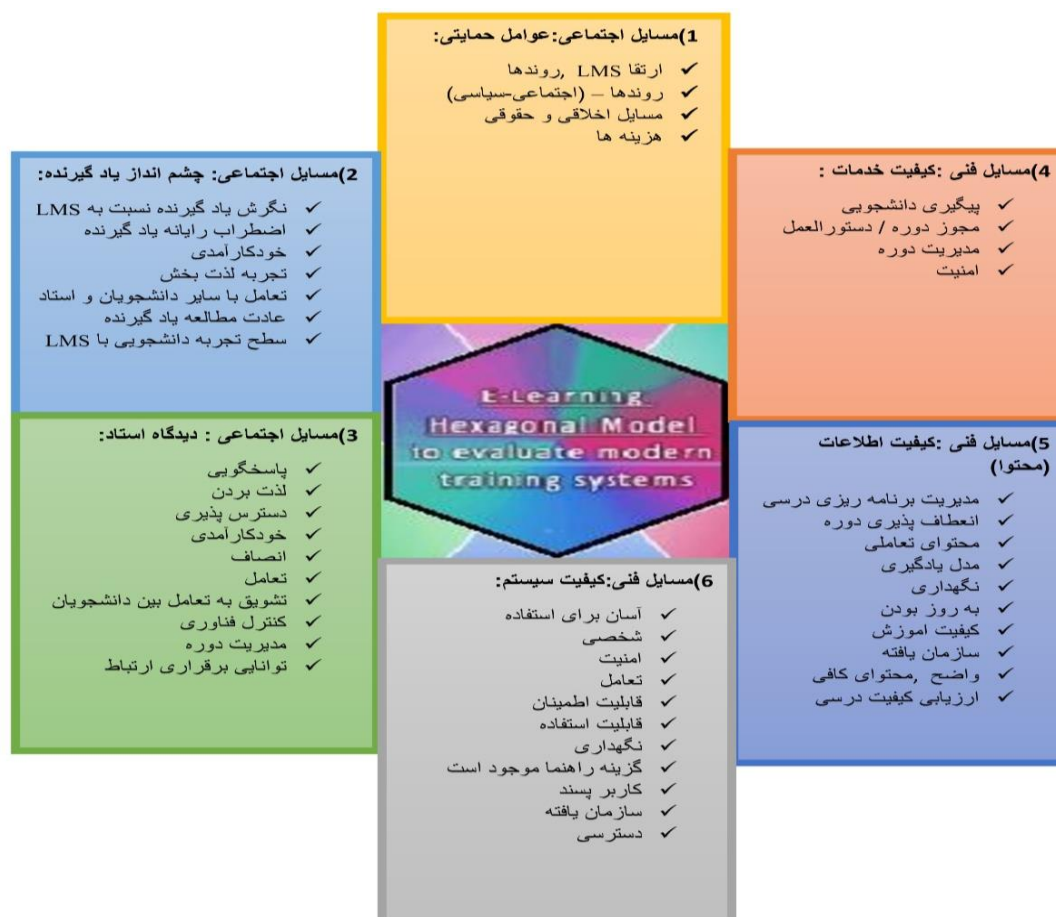 1)مسایل اجتماعی:عوامل حمایتی:
✓ ارتقا LMS ,روندها
✓ روندها – (اجتماعی-سیاسی)
✓ مسایل اخلاقی و حقوقی
✓ هزینه ها
2)مسایل اجتماعی: چشم انداز یاد گیرنده:
✓ نگرش یاد گیرنده نسبت به LMS
✓ اضطراب رایانه یاد گیرنده
✓ خودکارآمدی
✓ تجربه لذت بخش
✓ تعامل با سایر دانشجویان و استاد
✓ عادت مطالعه یاد گیرنده
✓ سطح تجربه دانشجویی با LMS
3)مسایل اجتماعی : دیدگاه استاد:
✓ پاسخگویی
✓ لذت بردن
✓ دسترس پذیری
✓ خودکارآمدی
✓ انصاف
✓ تعامل
✓ تشویق به تعامل بین دانشجویان
✓ کنترل فناوری
✓ مدیریت دوره
✓ توانایی برقراری ارتباط
4)مسایل فنی :کیفیت خدمات :
✓ پیگیری دانشجویی
✓ مجوز دوره / دستورالعمل
✓ مدیریت دوره
✓ امنیت
5)مسایل فنی :کیفیت اطلاعات
(محتوا)
✓ مدیریت برنامه ریزی درسی
✓ انعطاف پذیری دوره
✓ محتوای تعاملی
✓ مدل یادگیری
✓ نگهداری
✓ به روز بودن
✓ کیفیت اموزش
✓ سازمان یافته
✓ واضح ,محتوای کافی
✓ ارزیابی کیفیت درسی
6)مسایل فنی:کیفیت سیستم:
✓ آسان برای استفاده
✓ شخصی
✓ امنیت
✓ تعامل
✓ قابلیت اطمینان
✓ قابلیت استفاده
✓ نگهداری
✓ گزینه راهنما موجود است
✓ کاربر پسند
✓ سازمان یافته
✓ دسترسی
E-Learning
Hexagonal Model
to evaluate modern
training systems